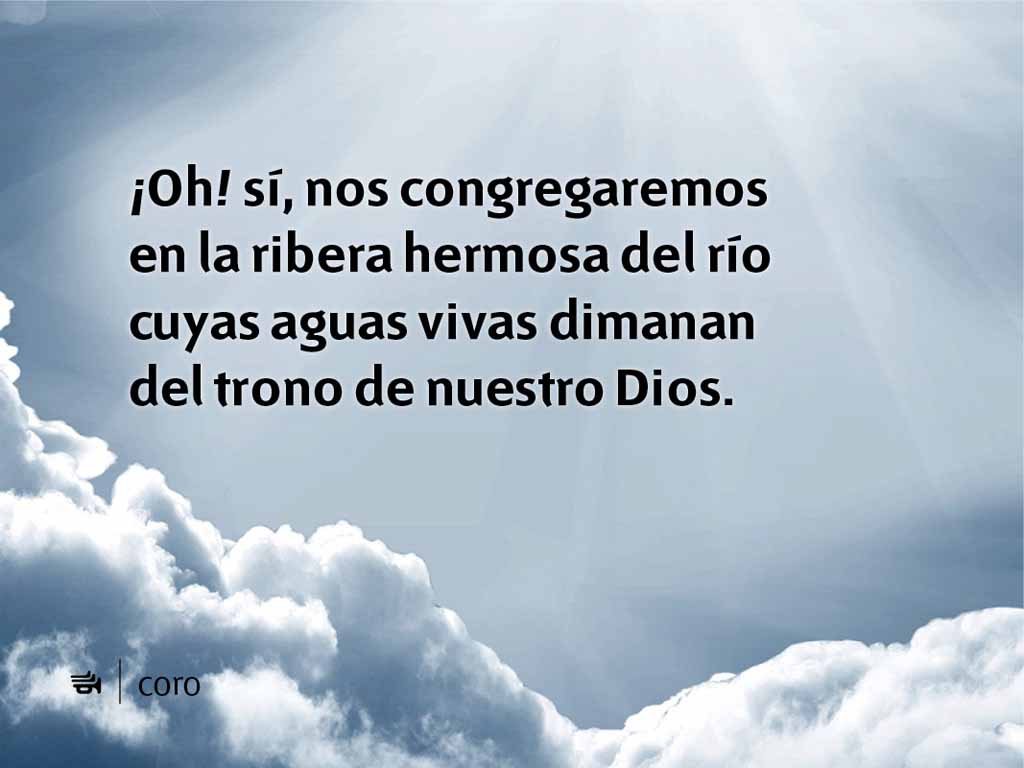 ¡Oh! sí, nos congregaremos
en la ribera hermosa del río
cuyas aguas vivas dimanan
del trono de nuestro Dios.
coro